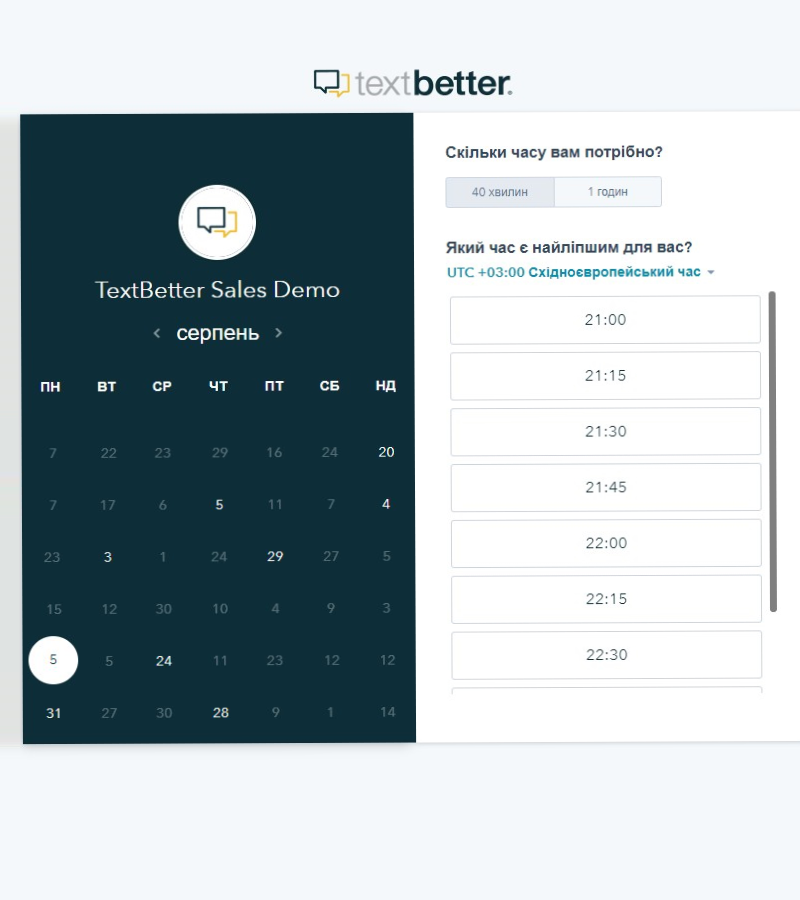 textbetter.
TextBetter Sales Demo
серпень
ПН ВТ СР ЧТ ПТ СБ НД
7 22 23 29 16 24 20
7 17 6 5 11 7 4
23 3 1 24 29 27 5
15 12 30 10 4 9 3
5 5 24 11 23 12 12
31 27 30 28 9 1 14
Скільки часу вам потрібно?
40 хвилин 1 годин
Який час є найліпшим для вас?
UTC +03:00 Східноєвропейський час
21:00
21:15
21:30
21:45
22:00
22:15
22:30